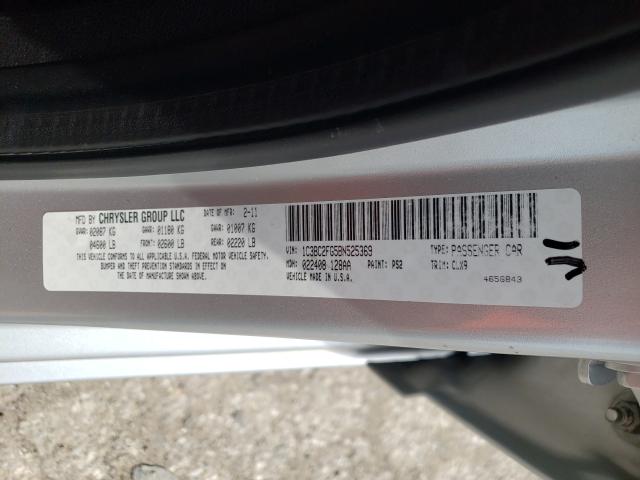 MFD BY CHRYSLER GROUP LLC DATE OF MFR: 2-11
GVWR: 02087 KG GAWR: 01180 KG GAWR: 01007 KG
04600 LB FRONT: 02600 LB REAR: 02220 LB
THIS VEHICLE CONFORMS TO ALL U.S.A. FEDERAL MOTOR VEHICLE SAFETY,
BUMPER AND THEFT PREVENTION STANDARDS IN EFFECT ON
THE DATE OF MANUFACTURE SHOWN ABOVE.
VIN: 1C3BC2FG5BN525369 TYPE: PASSENGER CAR
MDH: 022408 128AA PAINT: PS2 TRIM: CLX9
VEHICLE MADE IN U.S.A. 4656843